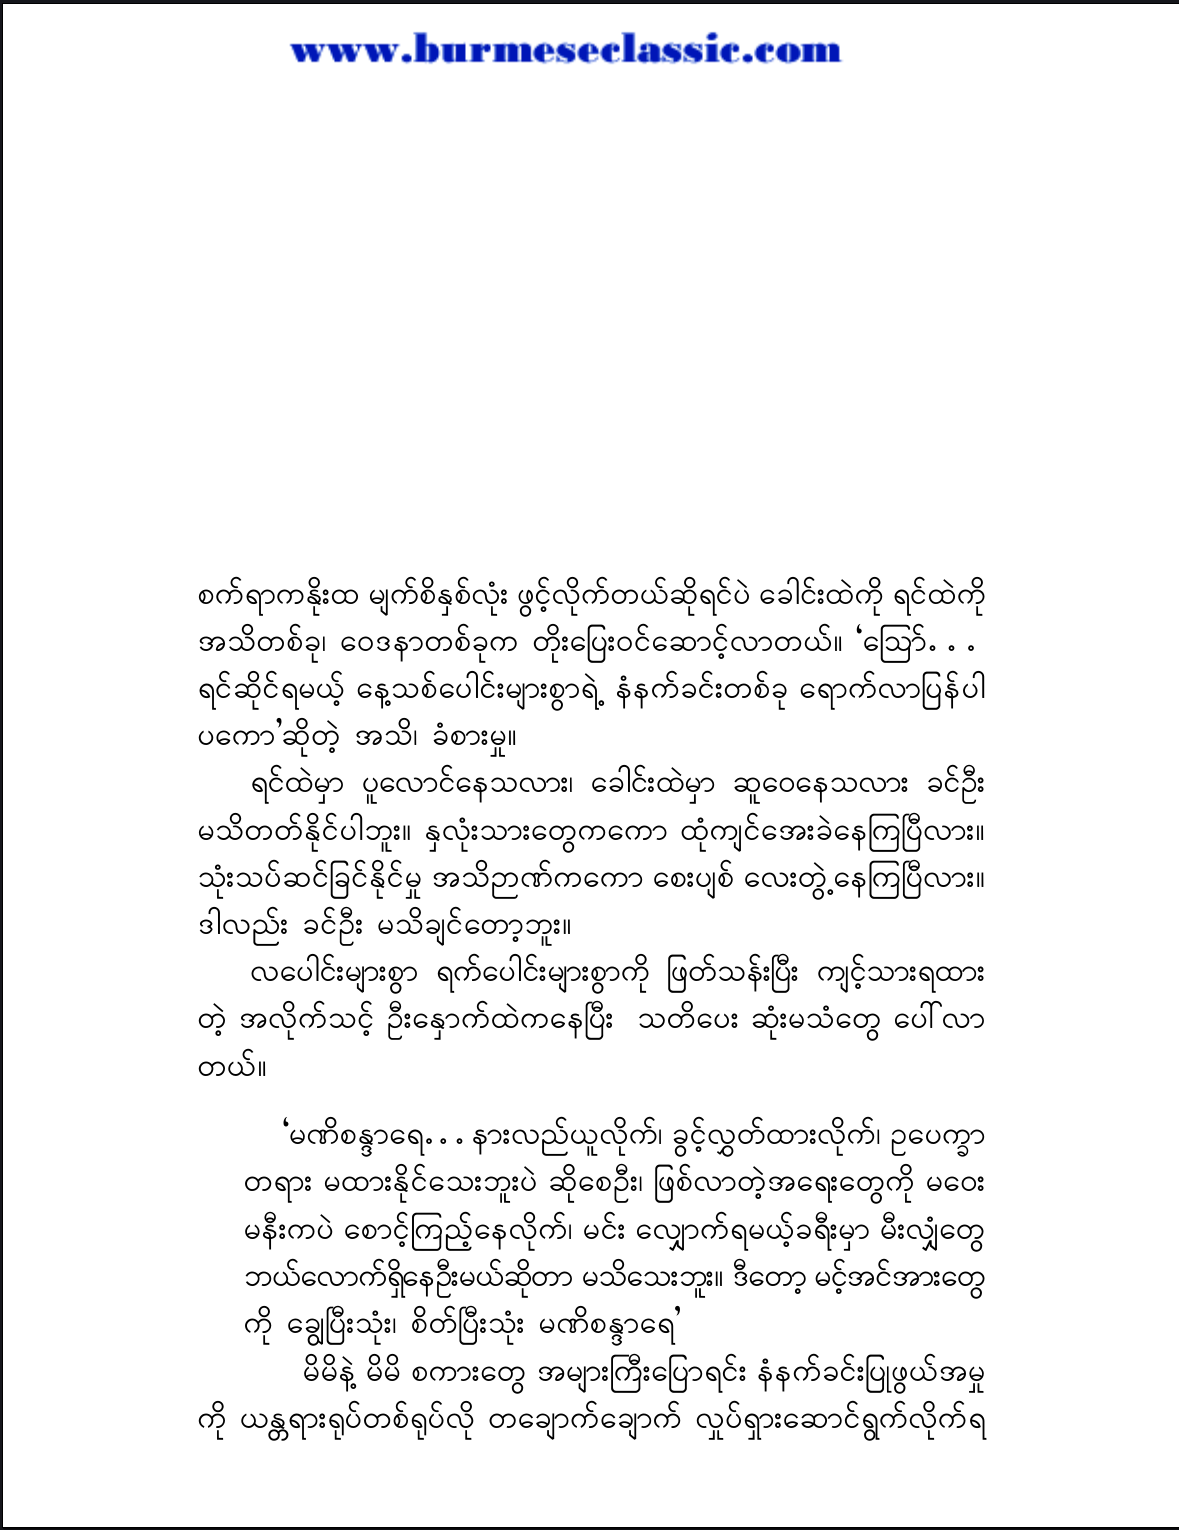 www.burmeseclassic.com
စက်ရာကနိုးထ မျက်စိနှစ်လုံး ဖွင့်လိုက်တယ်ဆိုရင်ပဲ ခေါင်းထဲကို ရင်ထဲကို
အသိတစ်ခု၊ ဝေဒနာတစ်ခုက တိုးပြေးဝင်ဆောင့်လာတယ်။ ‘ဩော်. . .
ရင်ဆိုင်ရမယ့် နေ့သစ်ပေါင်းများစွာရဲ့ နံနက်ခင်းတစ်ခု ရောက်လာပြန်ပါ
ပကော’ဆိုတဲ့ အသိ၊ ခံစားမှု။
ရင်ထဲမှာ ပူလောင်နေသလား၊ ခေါင်းထဲမှာ ဆူဝေနေသလား ခင်ဦး
မသိတတ်နိုင်ပါဘူး။ နှလုံးသားတွေကကော ထုံကျင်အေးခဲနေကြပြီလား။
သုံးသပ်ဆင်ခြင်နိုင်မှု အသိဉာဏ်ကကော စေးပျစ် လေးတွဲ့နေကြပြီလား။
ဒါလည်း ခင်ဦး မသိချင်တော့ဘူး။
လပေါင်းများစွာ ရက်ပေါင်းများစွာကို ဖြတ်သန်းပြီး ကျင့်သားရထား
တဲ့ အလိုက်သင့် ဦးနှောက်ထဲကနေပြီး သတိပေး ဆုံးမသံတွေ ပေါ်လာ
တယ်။
‘မဏိစန္ဒာရေ. . . နားလည်ယူလိုက်၊ ခွင့်လွှတ်ထားလိုက်၊ ဥပေက္ခာ
တရား မထားနိုင်သေးဘူးပဲ ဆိုစေဦး၊ ဖြစ်လာတဲ့အရေးတွေကို မဝေး
မနီးကပဲ စောင့်ကြည့်နေလိုက်၊ မင်း လျှောက်ရမယ့်ခရီးမှာ မီးလျှံတွေ
ဘယ်လောက်ရှိနေဦးမယ်ဆိုတာ မသိသေးဘူး။ ဒီတော့ မင့်အင်အားတွေ
ကို ချွေပြီးသုံး၊ စိတ်ပြီးသုံး မဏိစန္ဒာရေ’
မိမိနဲ့ မိမိ စကားတွေ အများကြီးပြောရင်း နံနက်ခင်းပြုဖွယ်အမှု
ကို ယန္တရားရုပ်တစ်ရုပ်လို တချောက်ချောက် လှုပ်ရှားဆောင်ရွက်လိုက်ရ